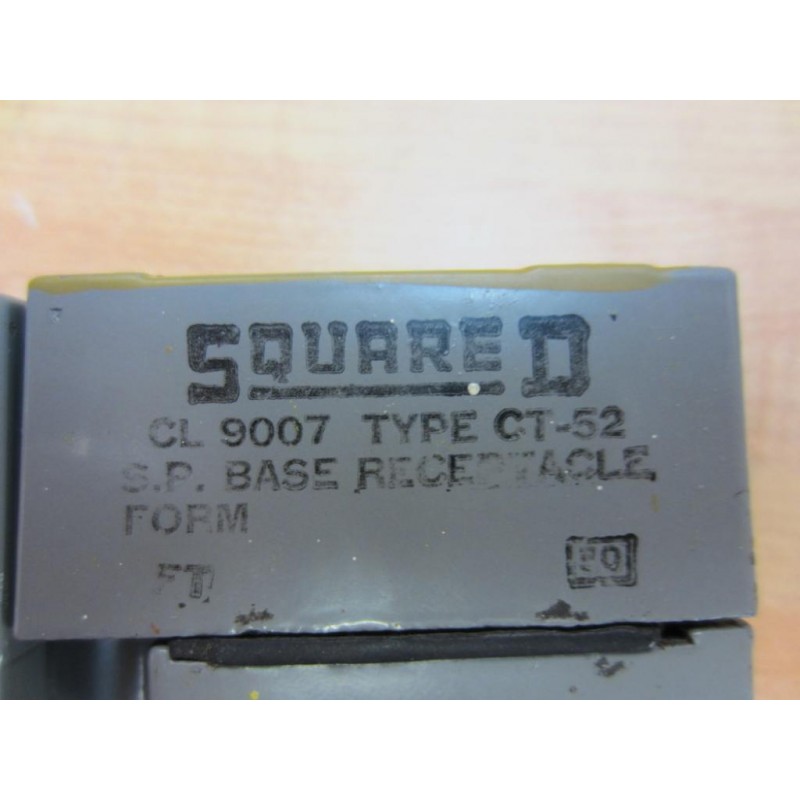 SQUARE D
CL 9007 TYPE CT-52
S.P. BASE RECEPTACLE
FORM